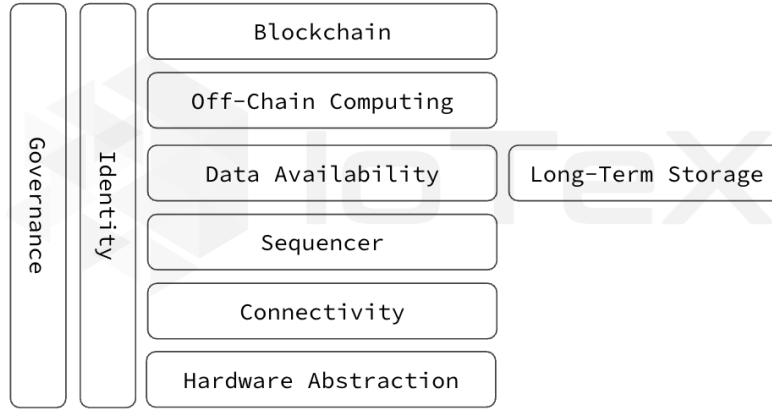 Governance
Identity
Blockchain
Off-Chain Computing
Data Availability
Long-Term Storage
Sequencer
Connectivity
Hardware Abstraction
IoTeX